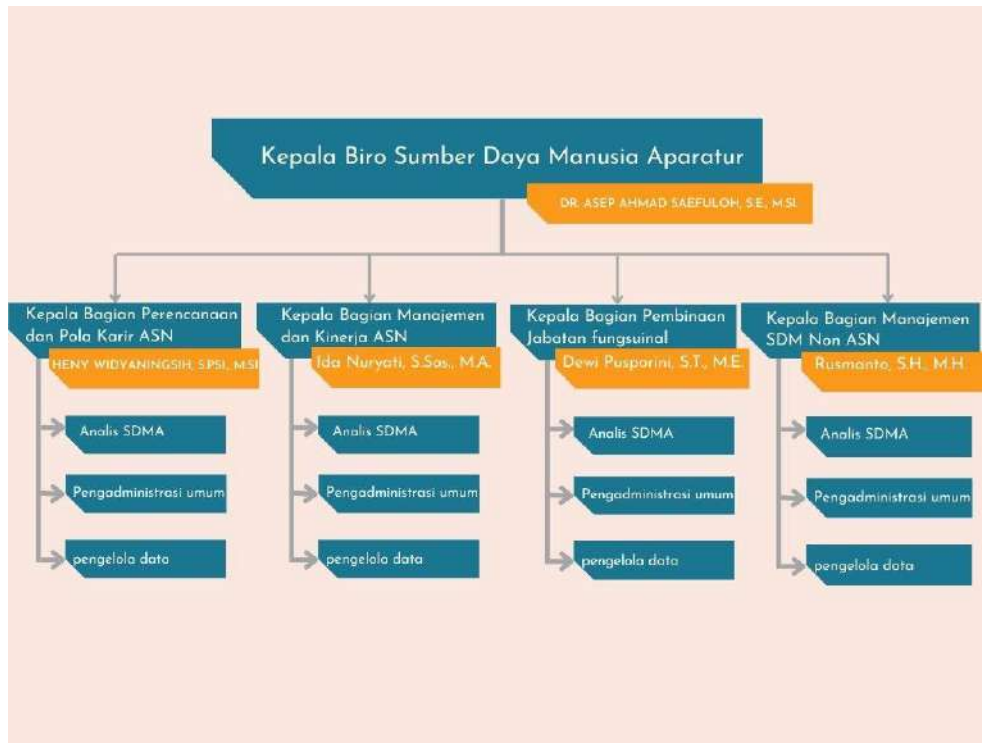 Kepala Biro Sumber Daya Manusia Aparatur
DR. ASEP AHMAD SAEFULOH, S.E., M.SI.
Kepala Bagian Perencanaan
dan Pola Karir ASN
HENY WIDYANINGSIH, S.PSI., M.SI
Analis SDMA
Pengadministrasi umum
pengelola data
Kepala Bagian Manajemen
dan Kinerja ASN
Ida Nuryati, S.Sos., M.A.
Analis SDMA
Pengadministrasi umum
pengelola data
Kepala Bagian Pembinaan
Jabatan fungsuinal
Dewi Pusporini, S.T., M.E.
Analis SDMA
Pengadministrasi umum
pengelola data
Kepala Bagian Manajemen
SDM Non ASN
Rusmanto, S.H., M.H.
Analis SDMA
Pengadministrasi umum
pengelola data